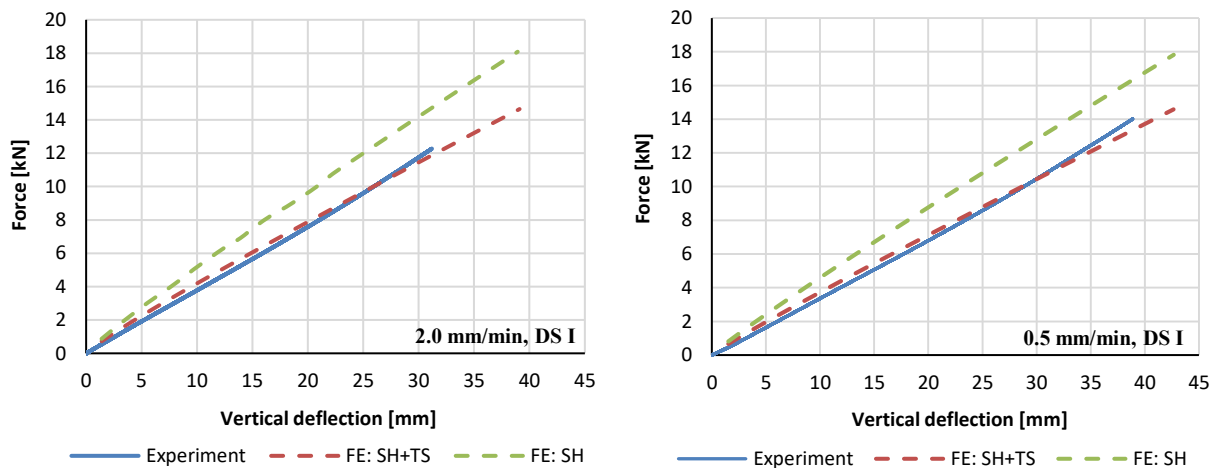 20
18
16
14
12
10
8
6
4
2
0
Force [kN]
2.0 mm/min, DS I
0 5 10 15 20 25 30 35 40 45
Vertical deflection [mm]
Experiment FE: SH+TS FE: SH
20
18
16
14
12
10
8
6
4
2
0
Force [kN]
0.5 mm/min, DS I
0 5 10 15 20 25 30 35 40 45
Vertical deflection [mm]
Experiment FE: SH+TS FE: SH